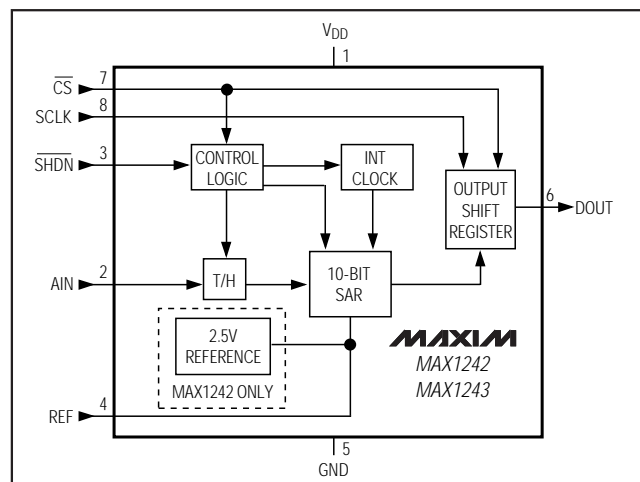 VDD
1
CS
7
SCLK
8
SHDN
3
CONTROL
LOGIC
INT
CLOCK
OUTPUT
SHIFT
REGISTER
6
DOUT
AIN
2
T/H
10-BIT
SAR
2.5V
REFERENCE
MAX1242 ONLY
MAXIM
MAX1242
MAX1243
REF
4
5
GND